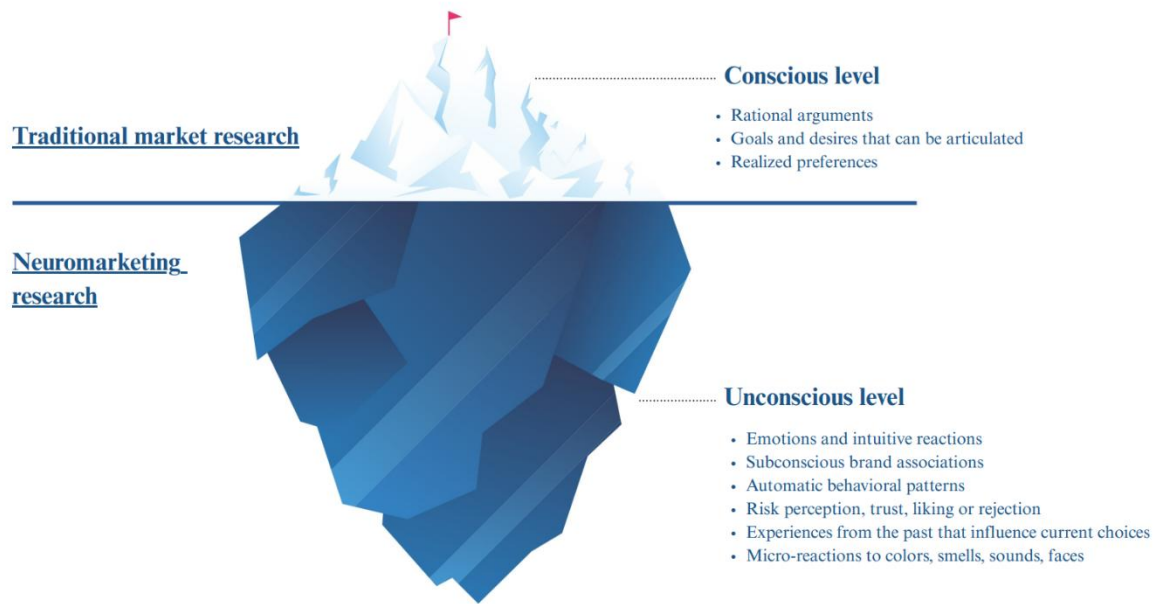 Conscious level
• Rational arguments
• Goals and desires that can be articulated
• Realized preferences
Traditional market research
Neuromarketing
research
Unconscious level
• Emotions and intuitive reactions
• Subconscious brand associations
• Automatic behavioral patterns
• Risk perception, trust, liking or rejection
• Experiences from the past that influence current choices
• Micro-reactions to colors, smells, sounds, faces